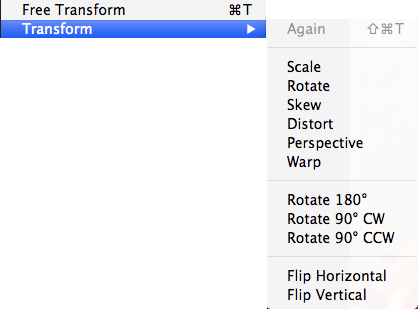 Free Transform ⌘T
Transform ▶
Again ⇧⌘T
Scale
Rotate
Skew
Distort
Perspective
Warp
Rotate 180°
Rotate 90° CW
Rotate 90° CCW
Flip Horizontal
Flip Vertical